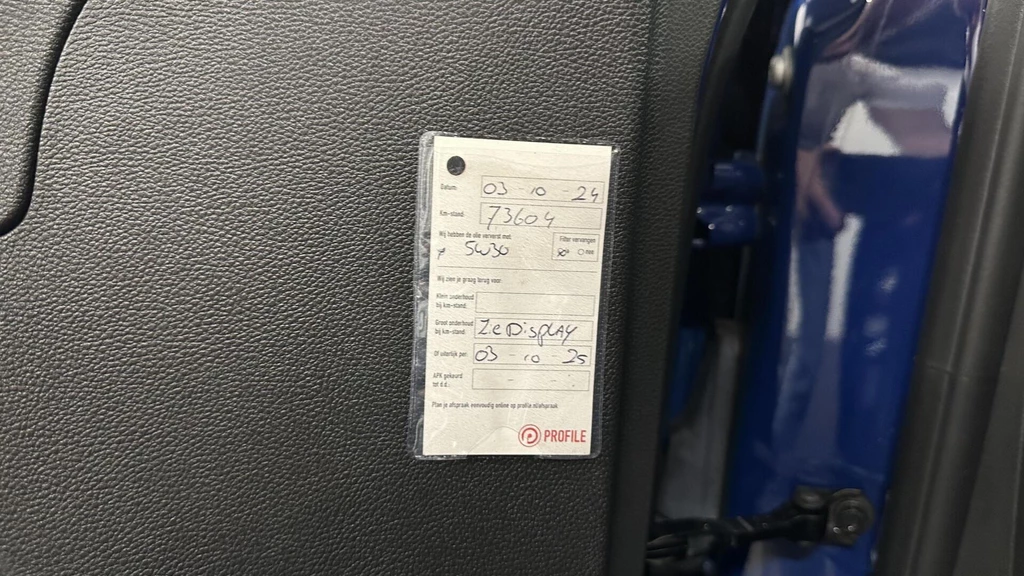 Datum: 03 - 10 - 24
Km-stand: 73604
Wij hebben de olie ververst met
Filter vervangen
5W30
nee
Wij zien je graag terug voor
Klein onderhoud
bij km-stand:
Groot onderhoud
bij km-stand: ZeDisplay
Of uiterlijk per: 03 - 10 - 25
APK gekeurd
tot d.d.: - -
Plan je afspraak eenvoudig online op profile.nl/afspraak
PROFILE